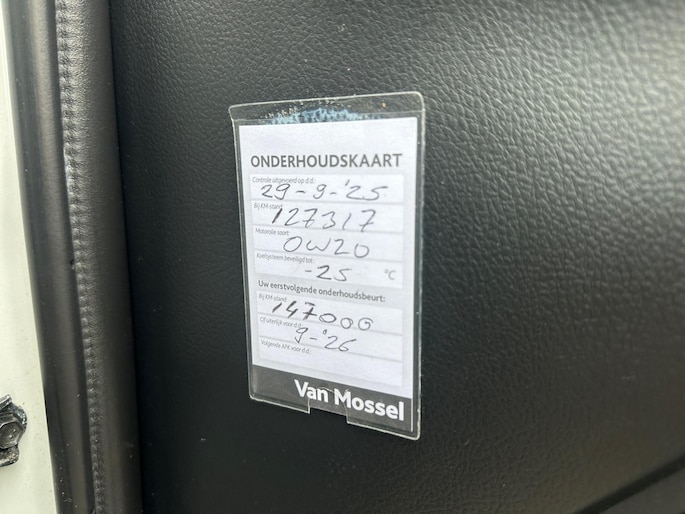 ONDERHOUDSKAART
Controle uitgevoerd op d.d.:
29-9-'25
Bij KM-stand:
127317
Motorolie soort:
0W20
Koelsysteem beveiligd tot:
-25 °C
Uw eerstvolgende onderhoudsbeurt:
Bij KM-stand:
147000
Of uiterlijk voor d.d.:
9-'26
Volgende APK voor d.d.:
Van Mossel